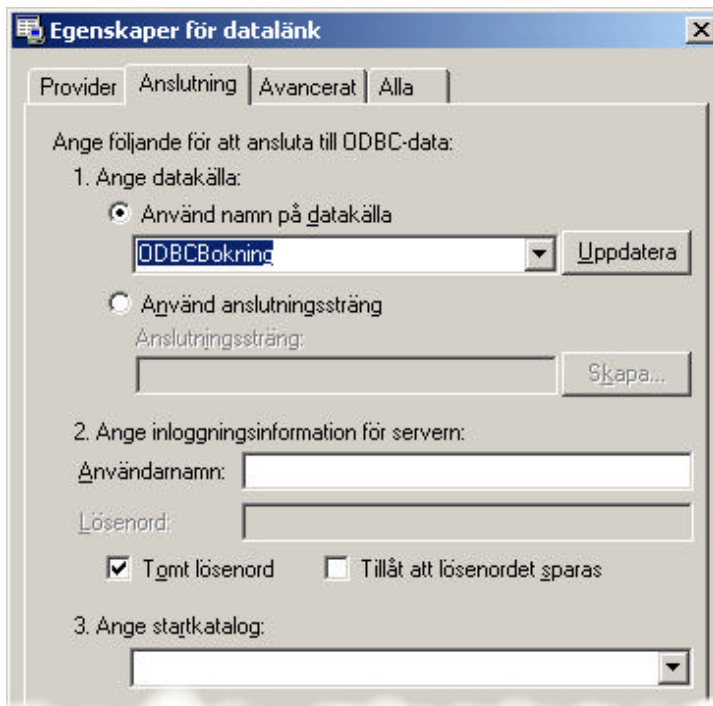 Egenskaper för datalänk
Provider Anslutning Avancerat Alla
Ange följande för att ansluta till ODBC-data:
1. Ange datakälla:
Använd namn på datakälla
ODBCBokning Uppdatera
Använd anslutningssträng
Anslutningssträng:
Skapa...
2. Ange inloggningsinformation för servern:
Användarnamn:
Lösenord:
Tomt lösenord Tillåt att lösenordet sparas
3. Ange startkatalog: